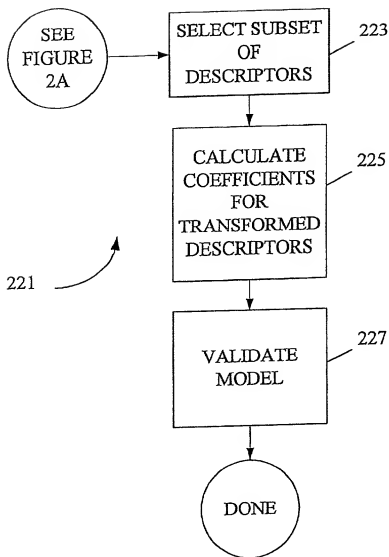 SEE
FIGURE
2A
SELECT SUBSET
OF
DESCRIPTORS
223
CALCULATE
COEFFICIENTS
FOR
TRANSFORMED
DESCRIPTORS
225
221
VALIDATE
MODEL
227
DONE